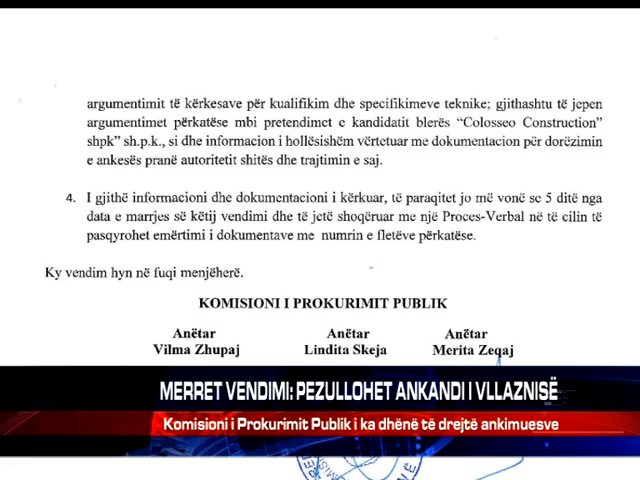 argumentimit të kërkesave për kualifikim dhe specifikimeve teknike; gjithashtu të jepen
argumentimet përkatëse mbi pretendimet e kandidatit blerës “Colosseo Construction”
shpk” sh.p.k., si dhe informacion i hollësishëm vërtetuar me dokumentacion për dorëzimin
e ankesës pranë autoritetit shitës dhe trajtimin e saj.
4. I gjithë informacioni dhe dokumentacioni i kërkuar, të paraqitet jo më vonë se 5 ditë nga
data e marrjes së këtij vendimi dhe të jetë shoqëruar me një Proces-Verbal në të cilin të
pasqyrohet emërtimi i dokumentave me numrin e fletëve përkatëse.
Ky vendim hyn në fuqi menjëherë.
KOMISIONI I PROKURIMIT PUBLIK
Anëtar Anëtar Anëtar
Vilma Zhupaj Lindita Skeja Merita Zeqaj
MERRET VENDIMI: PEZULLOHET ANKANDI I VLLAZNISË
Komisioni i Prokurimit Publik i ka dhënë të drejtë ankimuesve